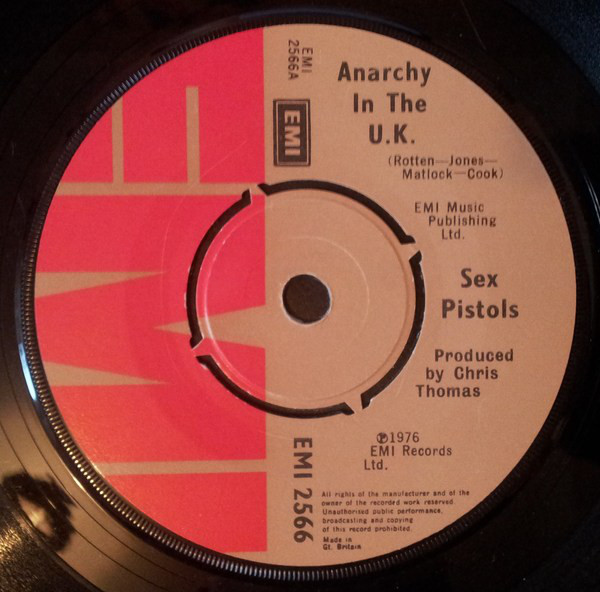 EMI
2566A
EMI
Anarchy
In The
U.K.
(Rotten—Jones—
Matlock—Cook)
EMI Music
Publishing
Ltd.
Sex
Pistols
Produced
by Chris
Thomas
℗1976
EMI Records
Ltd.
EMI 2566
All rights of the manufacturer and of the
owner of the recorded work reserved.
Unauthorised public performance,
broadcasting and copying
of this record prohibited.
Made in
Gt. Britain
EMI